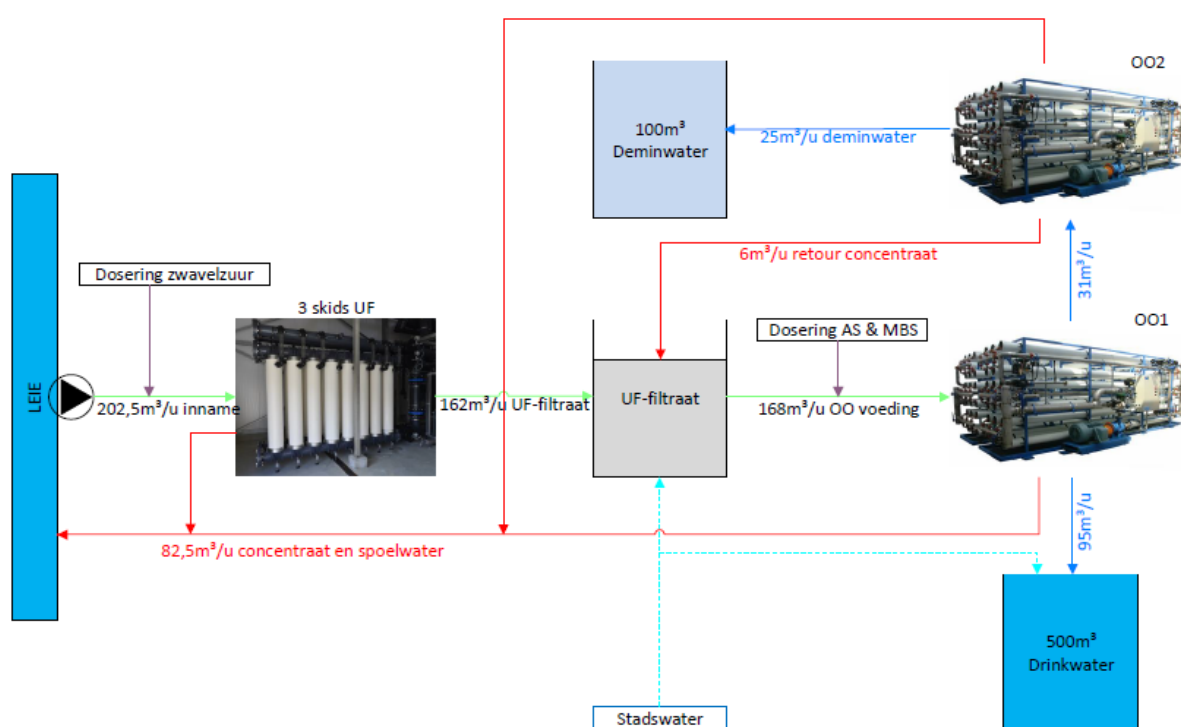 OO2
100m³
Deminwater
25m³/u deminwater
6m³/u retour concentraat
31m³/u
Dosering zwavelzuur
3 skids UF
Dosering AS & MBS
OO1
LEIE
202,5m³/u inname
162m³/u UF-filtraat
UF-filtraat
168m³/u OO voeding
82,5m³/u concentraat en spoelwater
95m³/u
500m³
Drinkwater
Stadswater